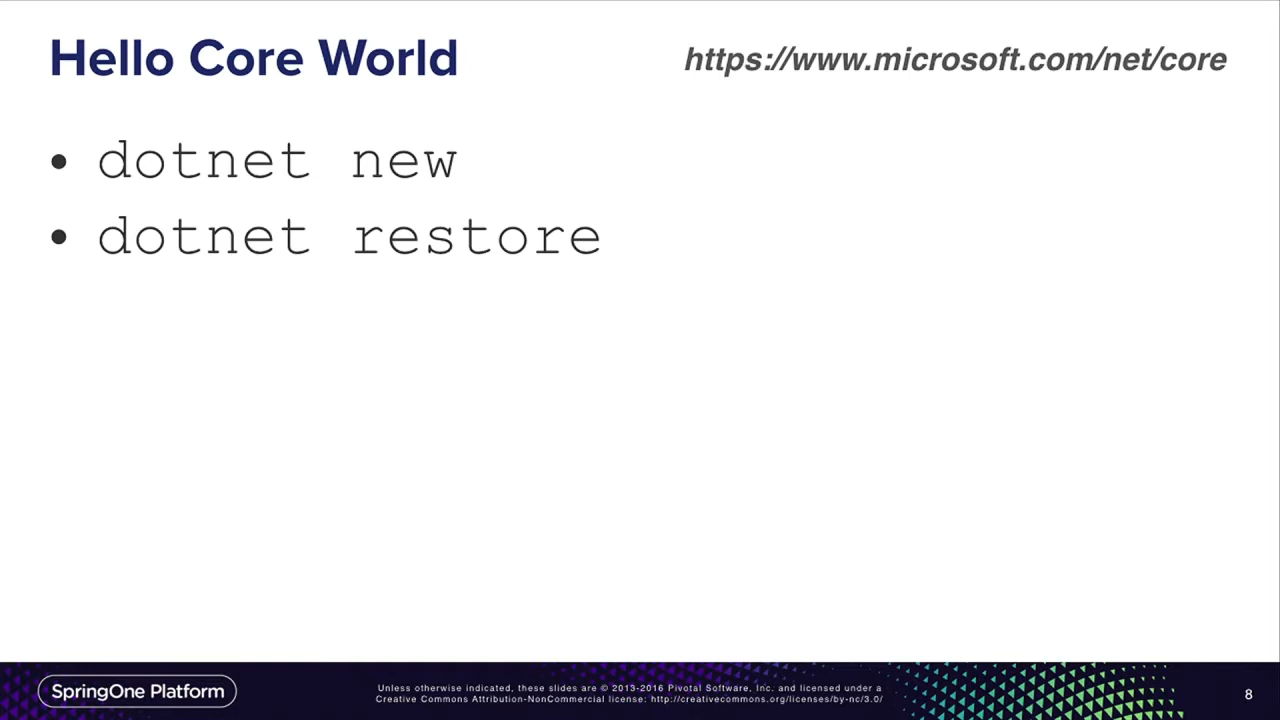 Hello Core World
https://www.microsoft.com/net/core
• dotnet new
• dotnet restore
SpringOne Platform
Unless otherwise indicated, these slides are © 2013-2016 Pivotal Software, Inc. and licensed under a
Creative Commons Attribution-NonCommercial license: http://creativecommons.org/licenses/by-nc/3.0/
8